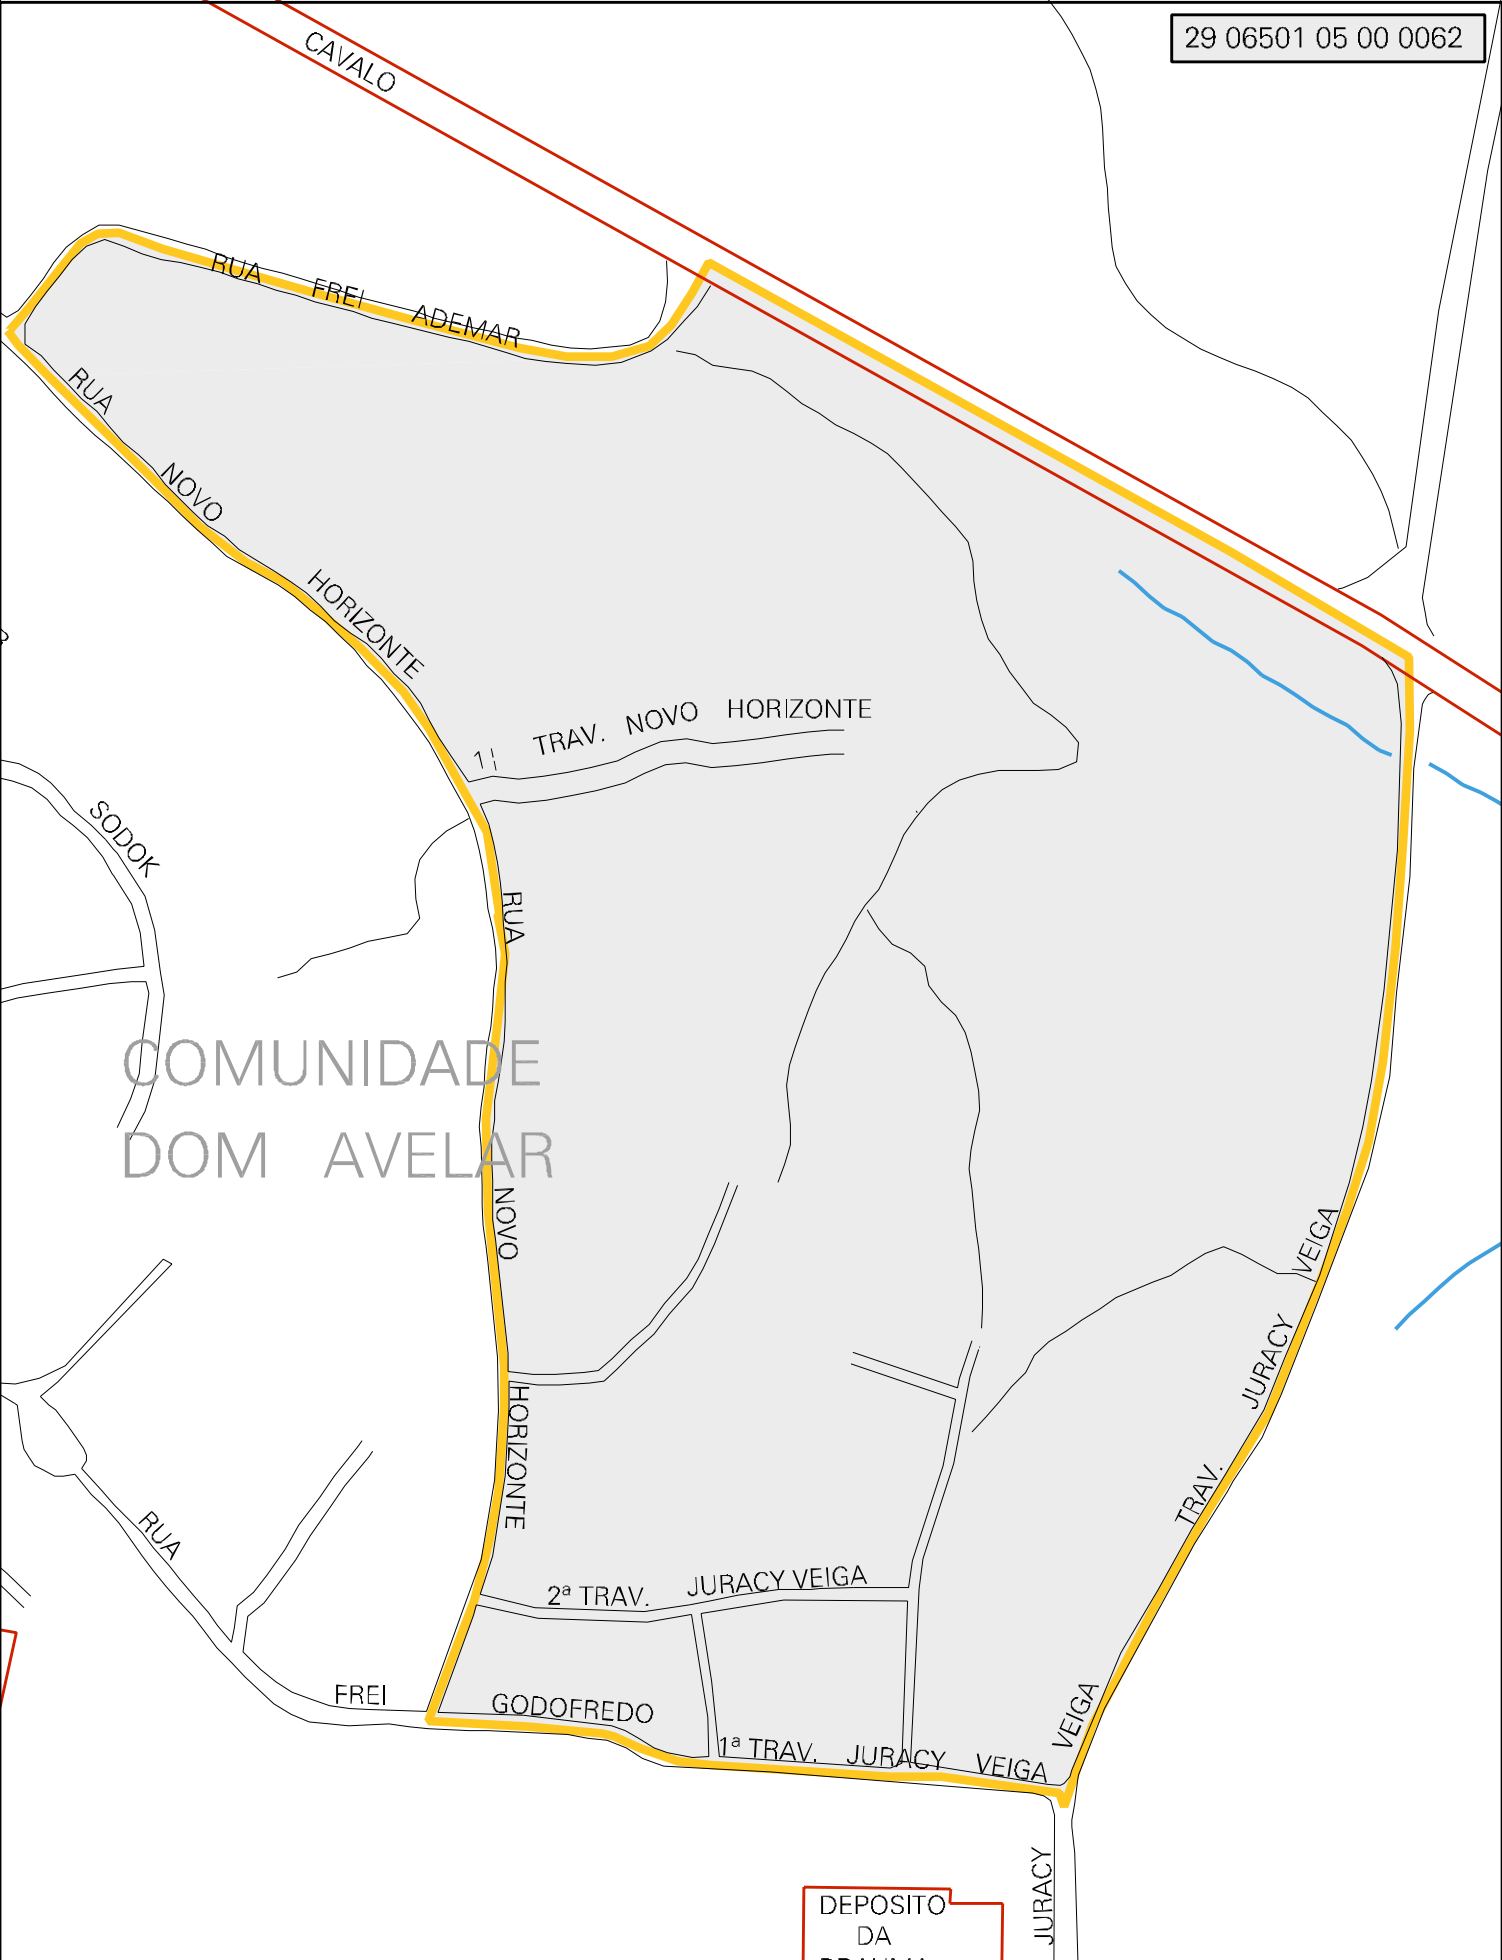 29 06501 05 00 0062
CAVALO
RUA FREI ADEMAR
RUA NOVO HORIZONTE
TRAV. NOVO HORIZONTE
SODOK
RUA NOVO HORIZONTE
COMUNIDADE
DOM AVELAR
TRAV. JURACY VEIGA
RUA FREI GODOFREDO
2ª TRAV. JURACY VEIGA
1ª TRAV. JURACY VEIGA
VEIGA
JURACY
DEPOSITO
DA